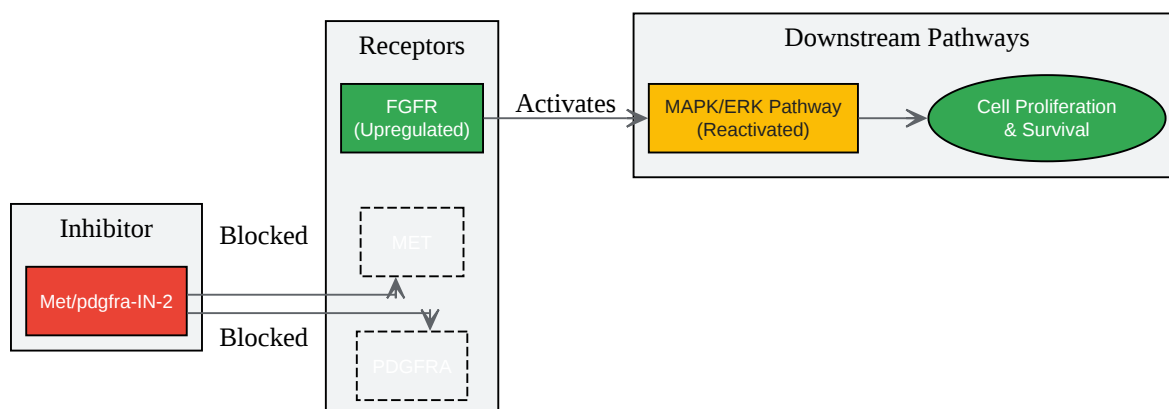 Receptors
Downstream Pathways
FGFR
(Upregulated)
Activates
MAPK/ERK Pathway
(Reactivated)
Cell Proliferation
& Survival
Inhibitor
Blocked
MET
Met/pdgfra-IN-2
Blocked
PDGFRA